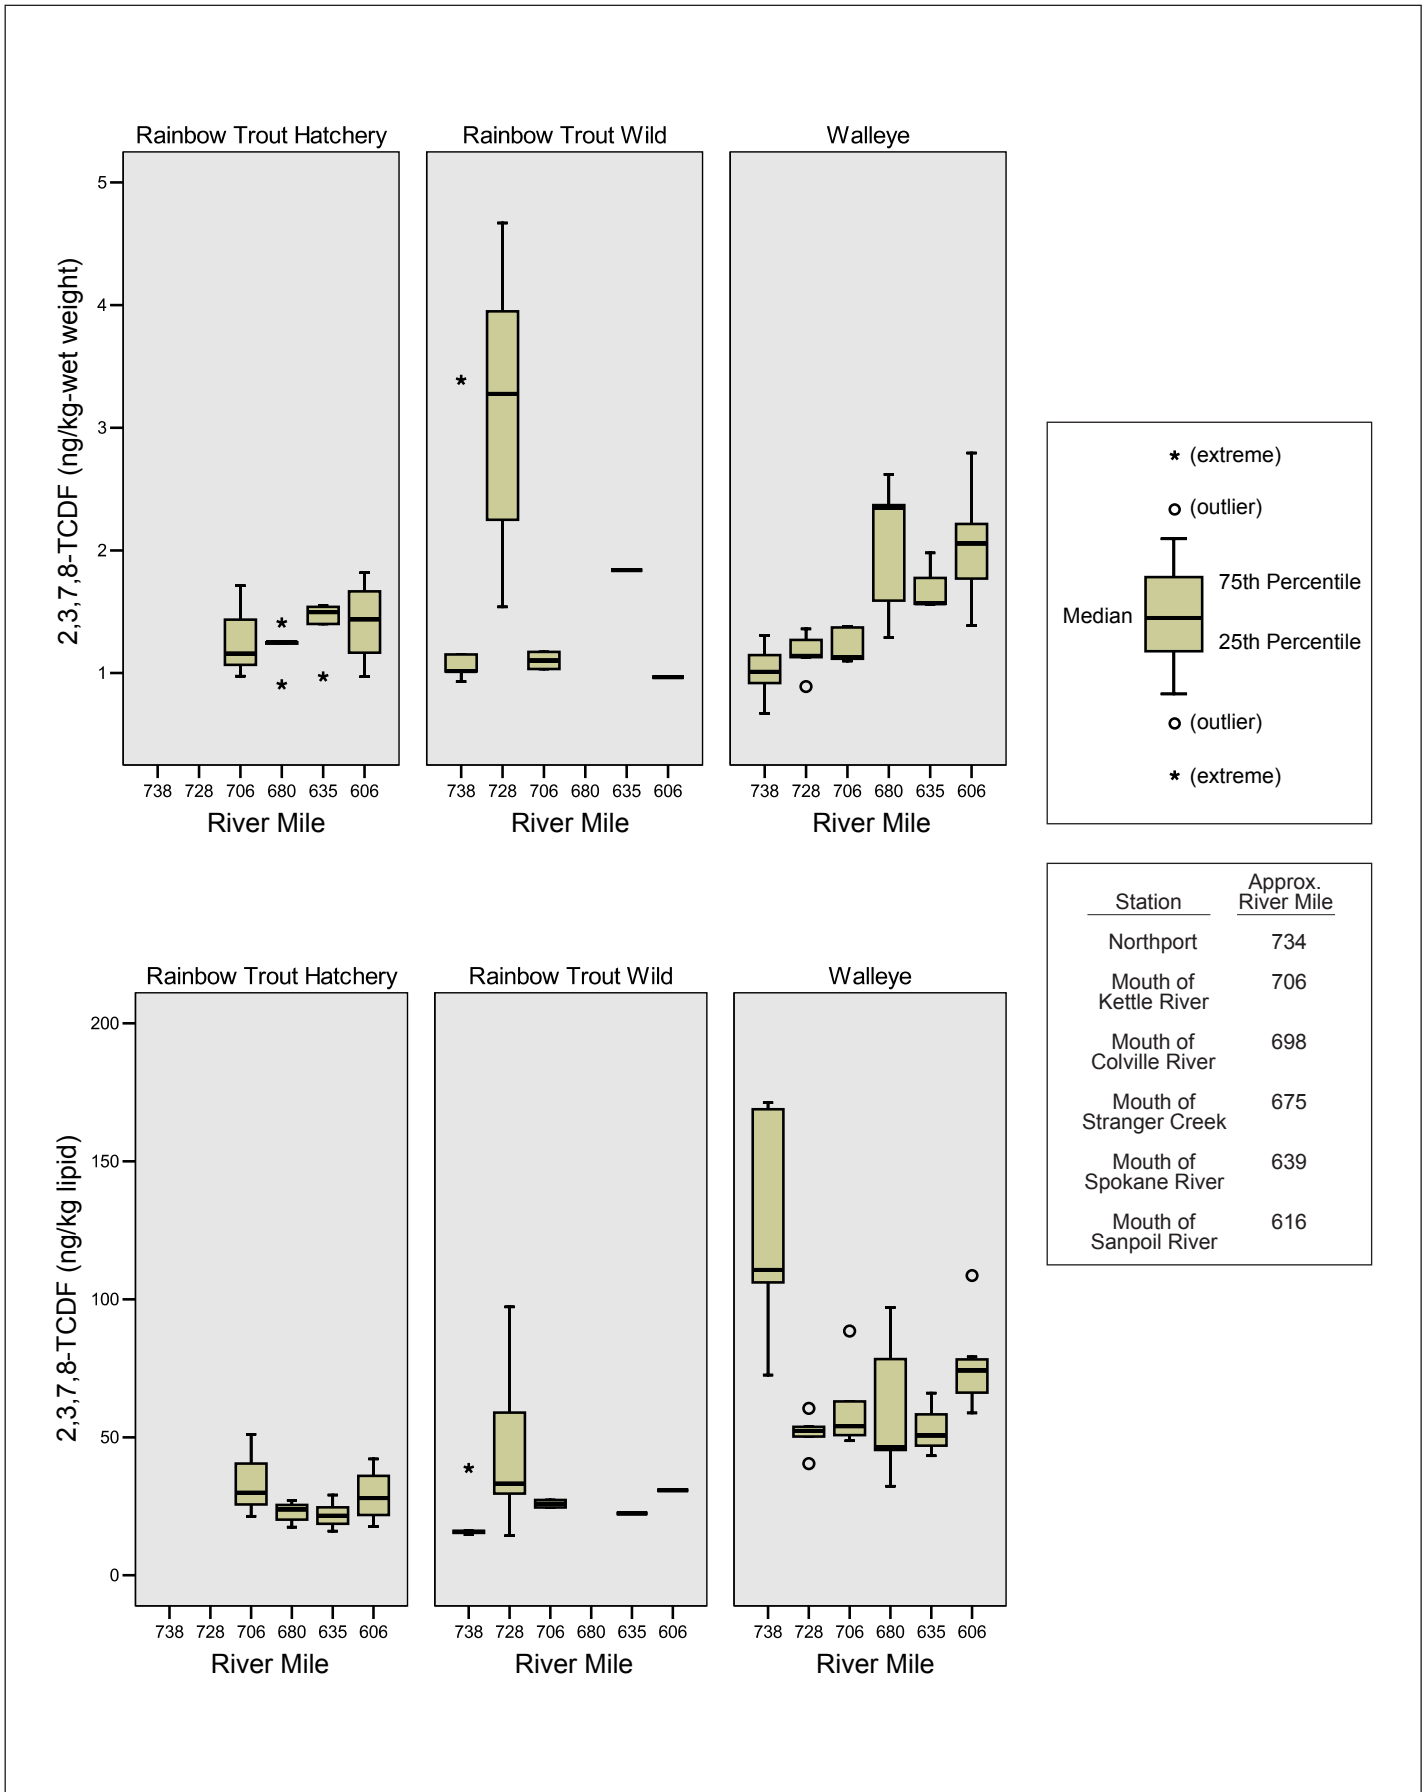 Rainbow Trout Hatchery Rainbow Trout Wild Walleye
2,3,7,8-TCDF (ng/kg-wet weight)
5
4
3
2
1
738 728 706 680 635 606 738 728 706 680 635 606 738 728 706 680 635 606
River Mile River Mile River Mile
* (extreme)
(outlier)
75th Percentile
Median
25th Percentile
(outlier)
* (extreme)
Station Approx. River Mile
Northport 734
Mouth of Kettle River 706
Mouth of Colville River 698
Mouth of Stranger Creek 675
Mouth of Spokane River 639
Mouth of Sanpoil River 616
Rainbow Trout Hatchery Rainbow Trout Wild Walleye
2,3,7,8-TCDF (ng/kg lipid)
200
150
100
50
0
738 728 706 680 635 606 738 728 706 680 635 606 738 728 706 680 635 606
River Mile River Mile River Mile